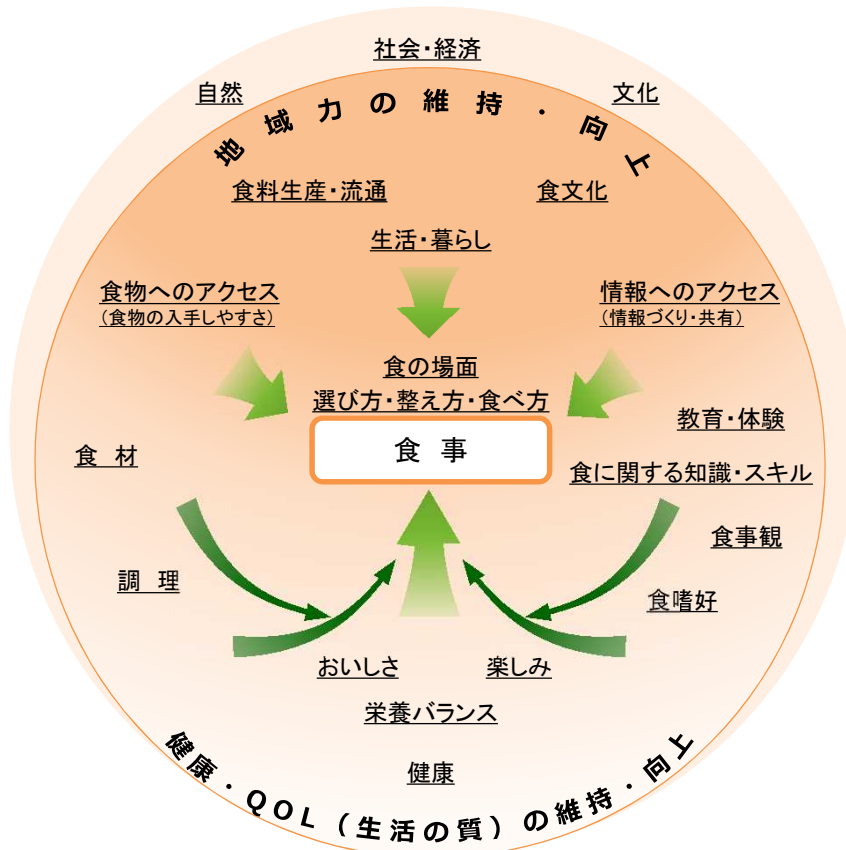 社会・経済
自然
文化
地域力の維持・向上
食料生産・流通
食文化
生活・暮らし
食物へのアクセス
（食物の入手しやすさ）
情報へのアクセス
（情報づくり・共有）
食の場面
選び方・整え方・食べ方
食　事
教育・体験
食　材
食に関する知識・スキル
食事観
調　理
食嗜好
おいしさ
楽しみ
栄養バランス
健康
健康・QOL（生活の質）の維持・向上